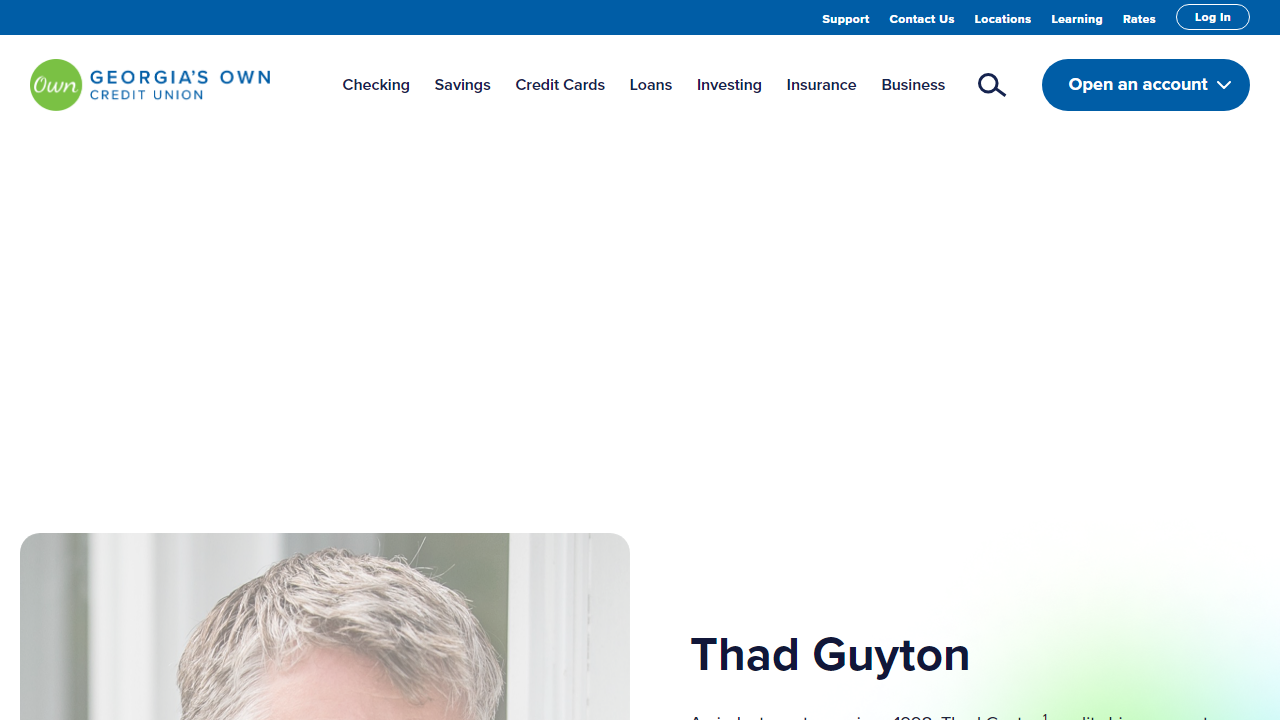 Support Contact Us Locations Learning Rates Log In
Own GEORGIA'S OWN
CREDIT UNION
Checking Savings Credit Cards Loans Investing Insurance Business Open an account
Thad Guyton